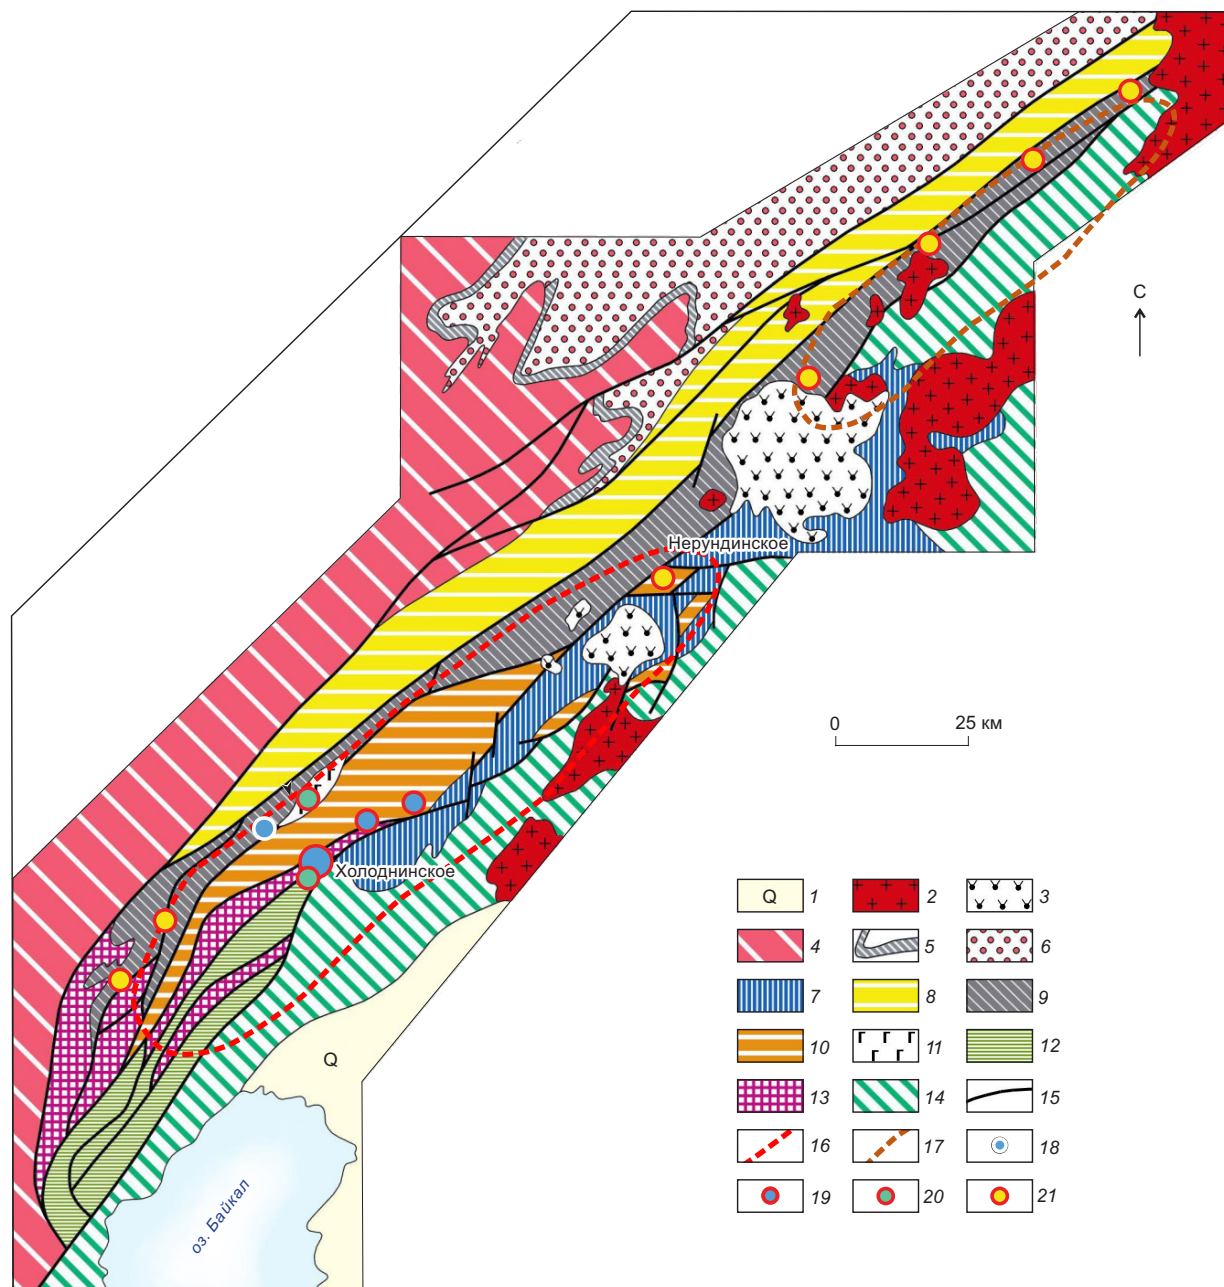 С
Нерундинское
0 25 км
Г
Г
Холоднинское
Q
оз. Байкал
Q 1 2 3
4 5 6
7 8 9
10 Г Г Г Г Г 11 12
13 14 15
16 17 18
19 20 21